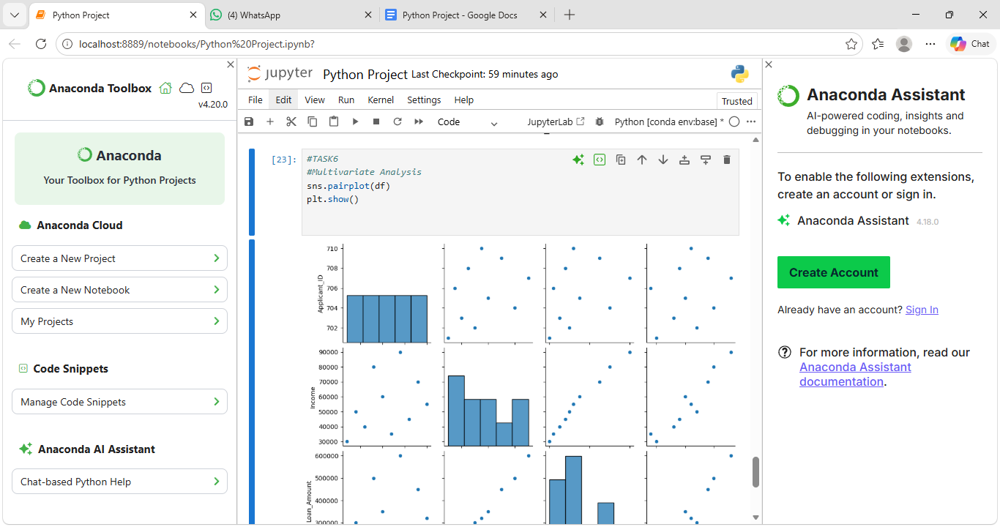 Python Project
(4) WhatsApp
Python Project - Google Docs
localhost:8889/notebooks/Python%20Project.ipynb?
Chat
Anaconda Toolbox
v4.20.0
Anaconda
Your Toolbox for Python Projects
Anaconda Cloud
Create a New Project
Create a New Notebook
My Projects
Code Snippets
Manage Code Snippets
Anaconda AI Assistant
Chat-based Python Help
jupyter Python Project Last Checkpoint: 59 minutes ago
File Edit View Run Kernel Settings Help
Trusted
Code
JupyterLab
Python [conda env:base] *
[23]:
#TASK6
#Multivariate Analysis
sns.pairplot(df)
plt.show()
710
708
706
704
702
Applicant_ID
90000
80000
70000
60000
50000
40000
30000
Income
600000
500000
400000
300000
Loan_Amount
Anaconda Assistant
AI-powered coding, insights and
debugging in your notebooks.
To enable the following extensions,
create an account or sign in.
Anaconda Assistant 4.18.0
Create Account
Already have an account? Sign In
For more information, read our
Anaconda Assistant
documentation.